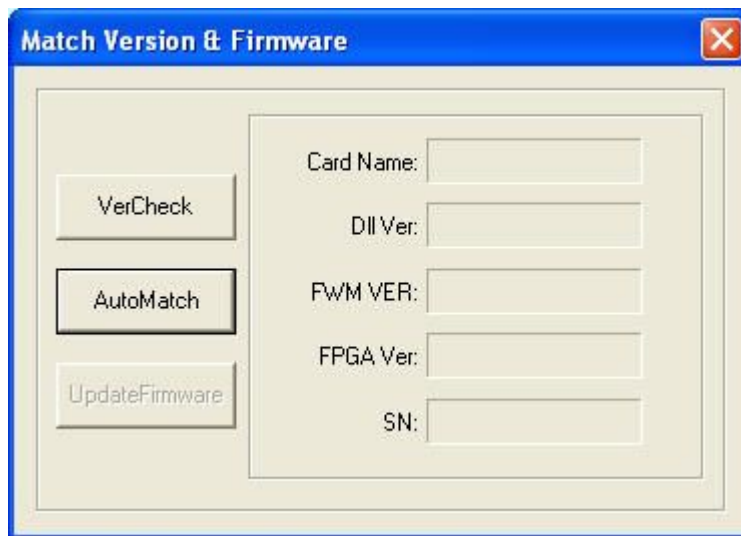 Match Version & Firmware
VerCheck
AutoMatch
UpdateFirmware
Card Name:
Dll Ver:
FWM VER:
FPGA Ver:
SN: